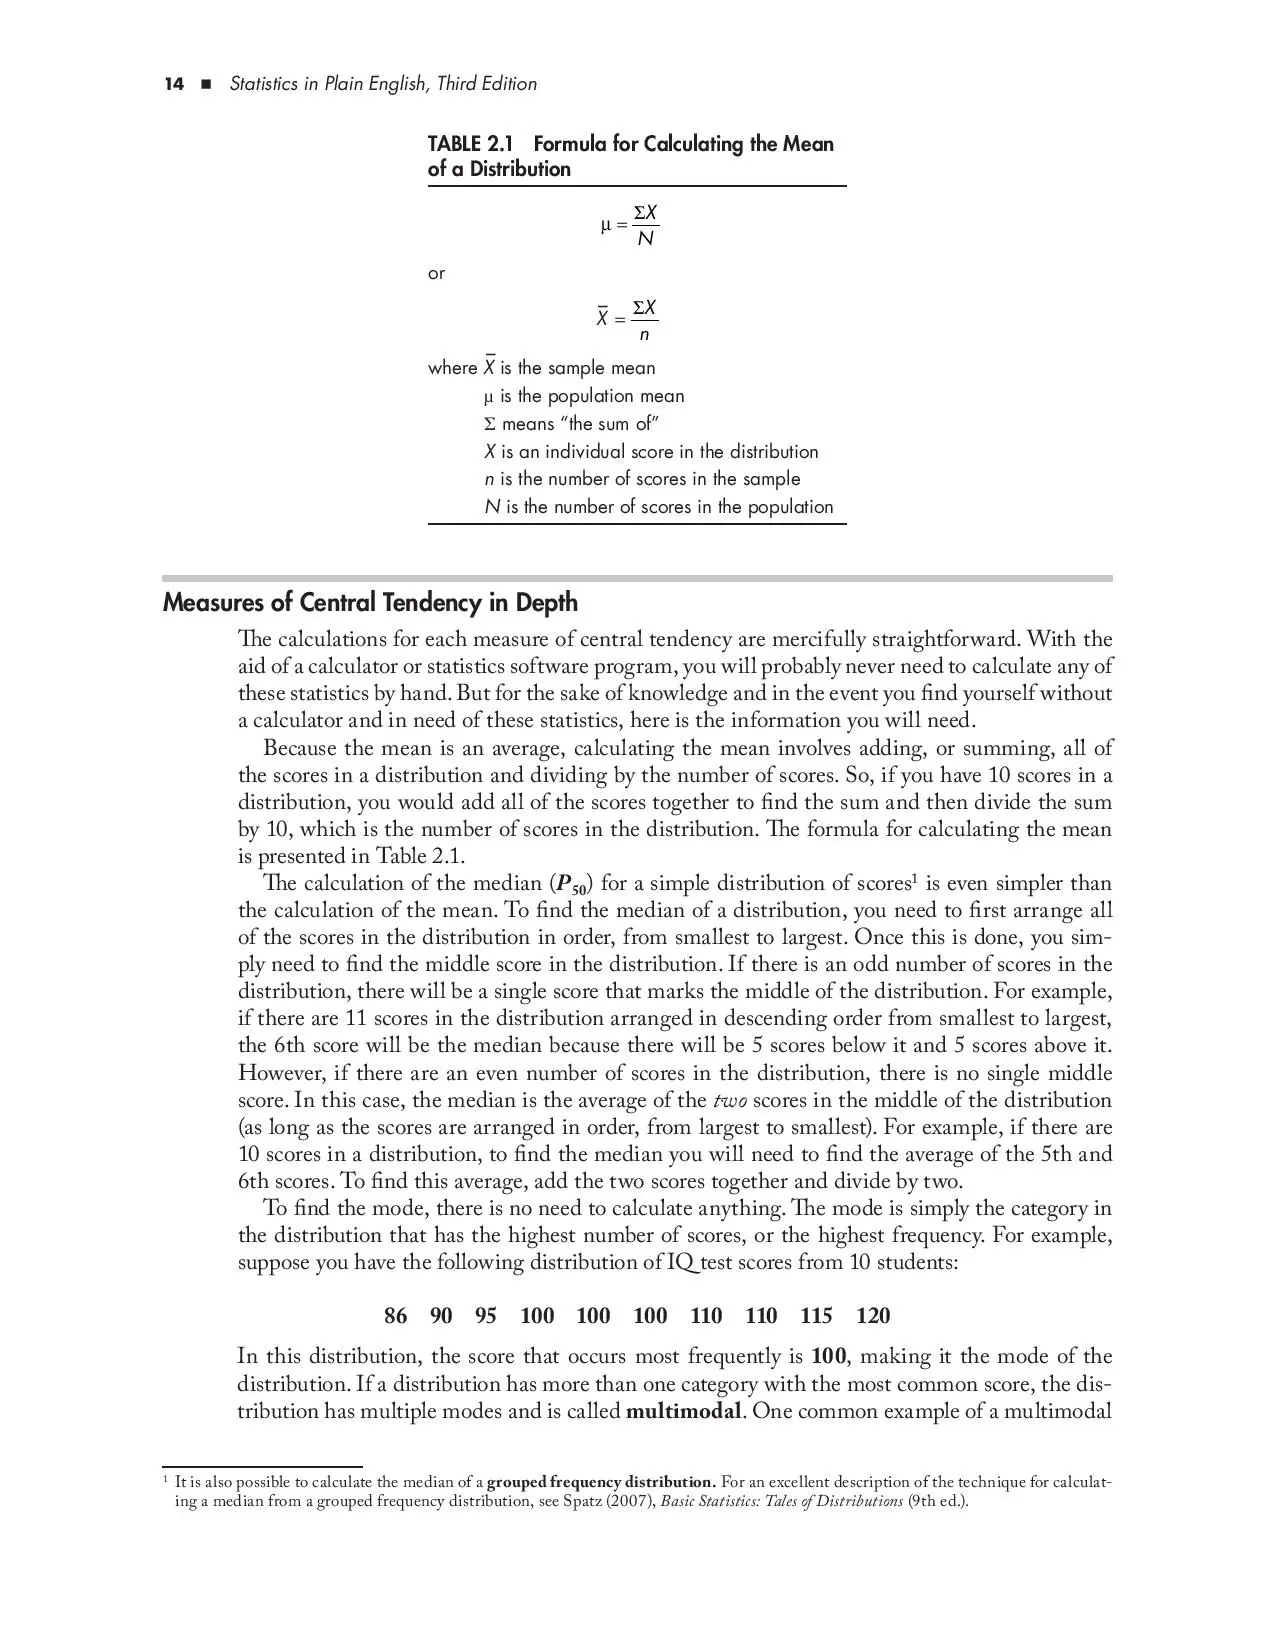 14 ■ Statistics in Plain English, Third Edition
TABLE 2.1 Formula for Calculating the Mean
of a Distribution
μ = ΣX / N
or
X̄ = ΣX / n
where X̄ is the sample mean
μ is the population mean
Σ means “the sum of”
X is an individual score in the distribution
n is the number of scores in the sample
N is the number of scores in the population
Measures of Central Tendency in Depth
The calculations for each measure of central tendency are mercifully straightforward. With the
aid of a calculator or statistics software program, you will probably never need to calculate any of
these statistics by hand. But for the sake of knowledge and in the event you find yourself without
a calculator and in need of these statistics, here is the information you will need.
Because the mean is an average, calculating the mean involves adding, or summing, all of
the scores in a distribution and dividing by the number of scores. So, if you have 10 scores in a
distribution, you would add all of the scores together to find the sum and then divide the sum
by 10, which is the number of scores in the distribution. The formula for calculating the mean
is presented in Table 2.1.
The calculation of the median (P₅₀) for a simple distribution of scores¹ is even simpler than
the calculation of the mean. To find the median of a distribution, you need to first arrange all
of the scores in the distribution in order, from smallest to largest. Once this is done, you sim-
ply need to find the middle score in the distribution. If there is an odd number of scores in the
distribution, there will be a single score that marks the middle of the distribution. For example,
if there are 11 scores in the distribution arranged in descending order from smallest to largest,
the 6th score will be the median because there will be 5 scores below it and 5 scores above it.
However, if there are an even number of scores in the distribution, there is no single middle
score. In this case, the median is the average of the two scores in the middle of the distribution
(as long as the scores are arranged in order, from largest to smallest). For example, if there are
10 scores in a distribution, to find the median you will need to find the average of the 5th and
6th scores. To find this average, add the two scores together and divide by two.
To find the mode, there is no need to calculate anything. The mode is simply the category in
the distribution that has the highest number of scores, or the highest frequency. For example,
suppose you have the following distribution of IQ test scores from 10 students:
86 90 95 100 100 100 110 110 115 120
In this distribution, the score that occurs most frequently is 100, making it the mode of the
distribution. If a distribution has more than one category with the most common score, the dis-
tribution has multiple modes and is called multimodal. One common example of a multimodal
¹ It is also possible to calculate the median of a grouped frequency distribution. For an excellent description of the technique for calculat-
ing a median from a grouped frequency distribution, see Spatz (2007), Basic Statistics: Tales of Distributions (9th ed.).